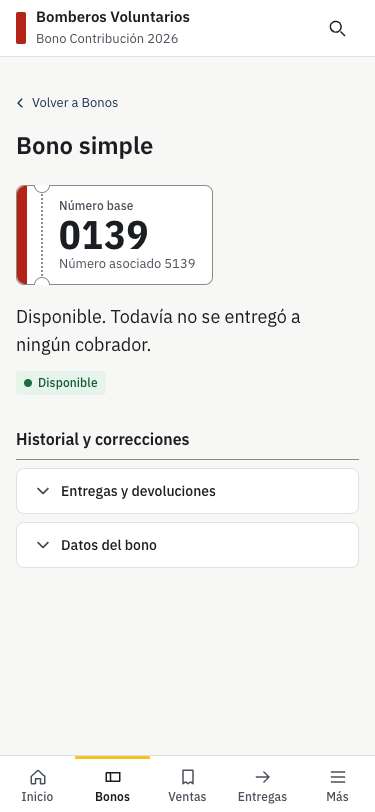 Bomberos Voluntarios
Bono Contribución 2026
Volver a Bonos
Bono simple
Número base
0139
Número asociado 5139
Disponible. Todavía no se entregó a
ningún cobrador.
Disponible
Historial y correcciones
Entregas y devoluciones
Datos del bono
Inicio
Bonos
Ventas
Entregas
Más